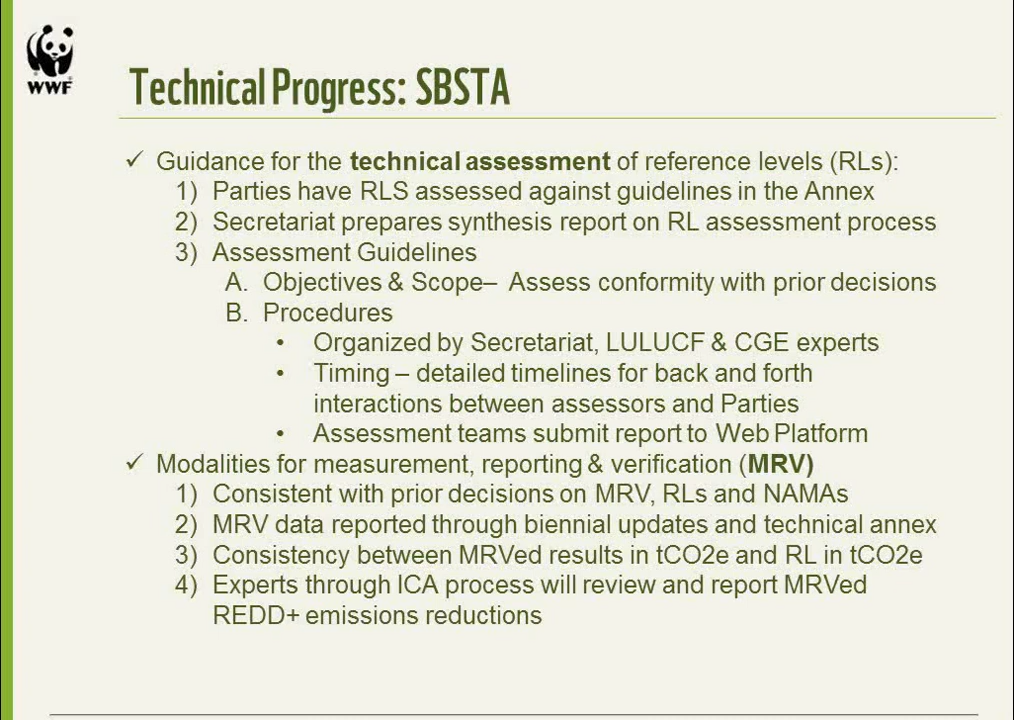 WWF
Technical Progress: SBSTA
✓ Guidance for the technical assessment of reference levels (RLs):
1) Parties have RLS assessed against guidelines in the Annex
2) Secretariat prepares synthesis report on RL assessment process
3) Assessment Guidelines
A. Objectives & Scope– Assess conformity with prior decisions
B. Procedures
• Organized by Secretariat, LULUCF & CGE experts
• Timing – detailed timelines for back and forth
interactions between assessors and Parties
• Assessment teams submit report to Web Platform
✓ Modalities for measurement, reporting & verification (MRV)
1) Consistent with prior decisions on MRV, RLs and NAMAs
2) MRV data reported through biennial updates and technical annex
3) Consistency between MRVed results in tCO2e and RL in tCO2e
4) Experts through ICA process will review and report MRVed
REDD+ emissions reductions